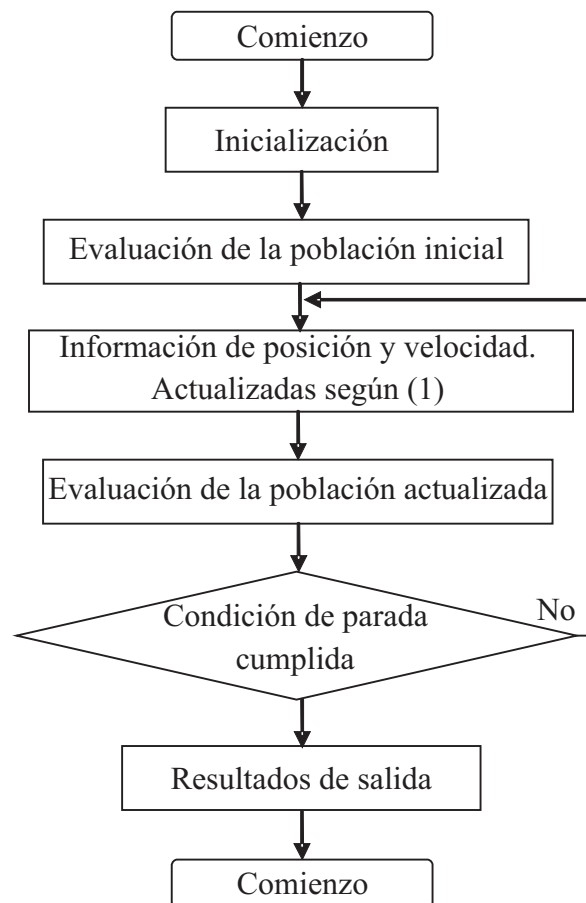 Comienzo
Inicialización
Evaluación de la población inicial
Información de posición y velocidad.
Actualizadas según (1)
Evaluación de la población actualizada
Condición de parada
cumplida
No
Resultados de salida
Comienzo